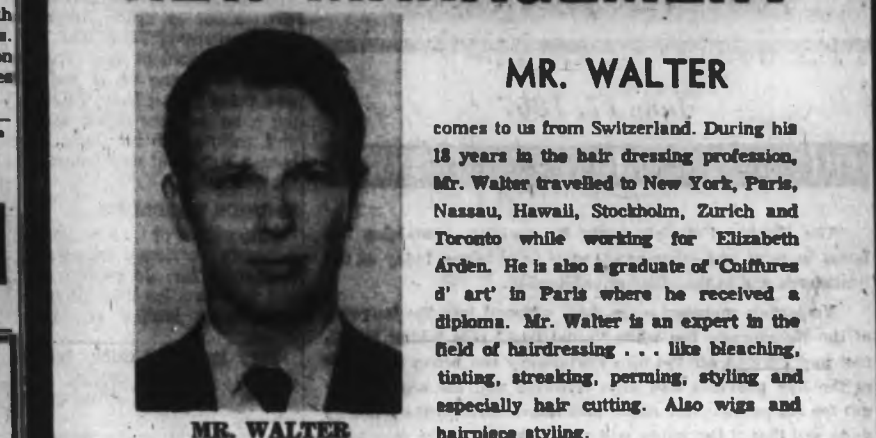 MR. WALTER
comes to us from Switzerland. During his
18 years in the hair dressing profession,
Mr. Walter travelled to New York, Paris,
Nassau, Hawaii, Stockholm, Zurich and
Toronto while working for Elizabeth
Arden. He is also a graduate of 'Coiffures
d' art' in Paris where he received a
diploma. Mr. Walter is an expert in the
field of hairdressing . . . like bleaching,
tinting, streaking, perming, styling and
especially hair cutting. Also wigs and
hairpiece styling.
MR. WALTER